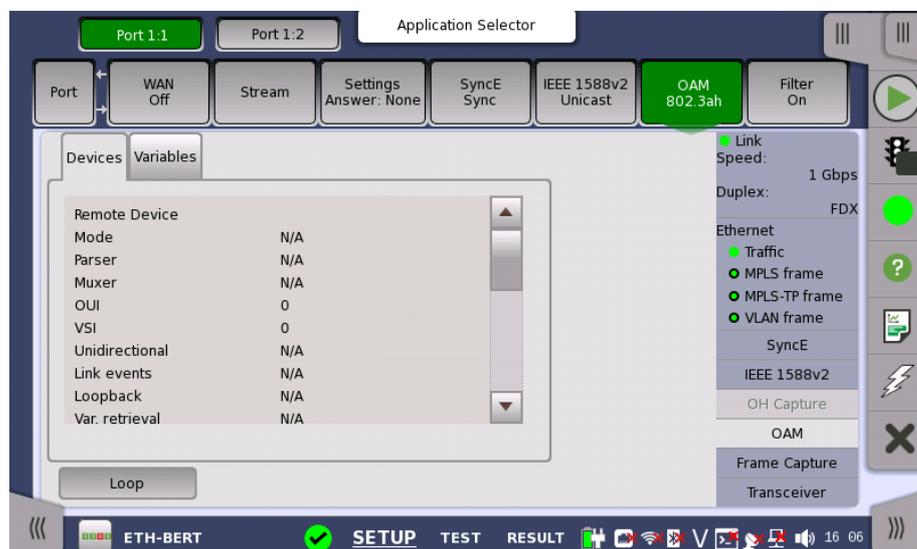 Application Selector
Port 1:1
Port 1:2
Port
WAN
Off
Stream
Settings
Answer: None
SyncE
Sync
IEEE 1588v2
Unicast
OAM
802.3ah
Filter
On
Devices
Variables
Remote Device
Mode N/A
Parser N/A
Muxer N/A
OUI 0
VSI 0
Unidirectional N/A
Link events N/A
Loopback N/A
Var. retrieval N/A
Loop
Link
Speed:
1 Gbps
Duplex:
FDX
Ethernet
Traffic
MPLS frame
MPLS-TP frame
VLAN frame
SyncE
IEEE 1588v2
OH Capture
OAM
Frame Capture
Transceiver
ETH-BERT
SETUP
TEST
RESULT
V
16 06